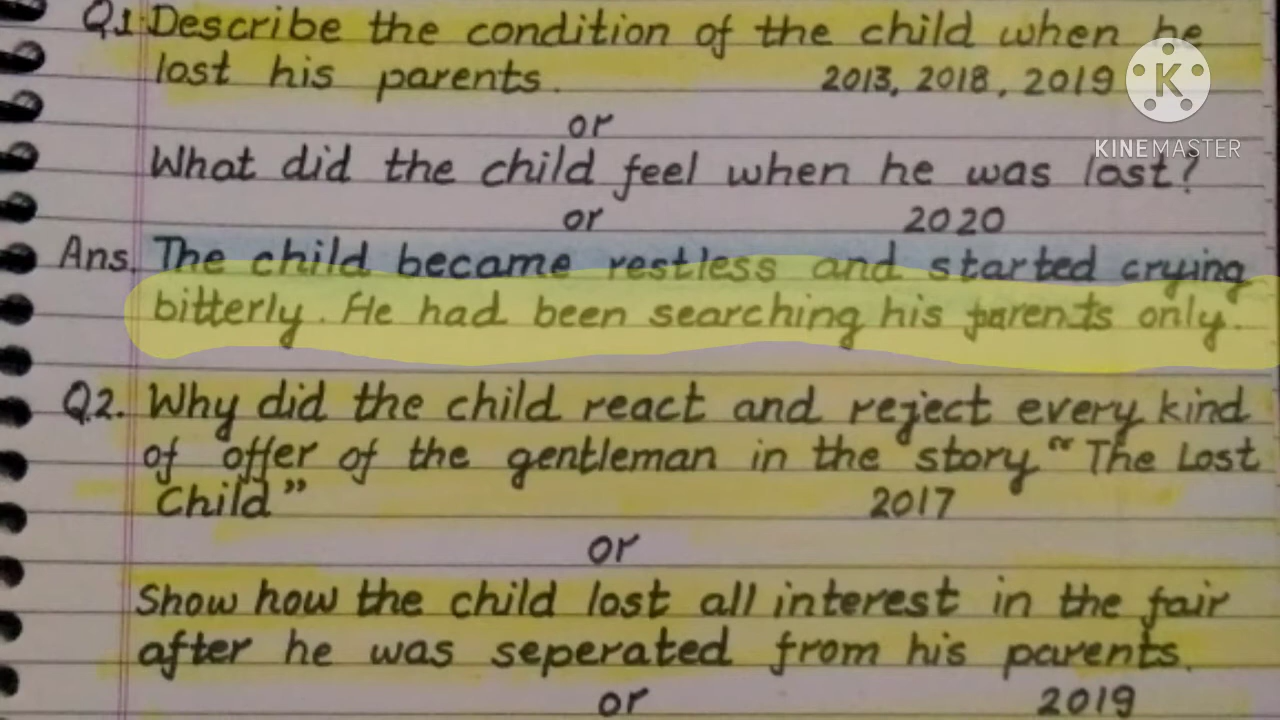 Q1. Describe the condition of the child when he
lost his parents. 2013, 2018, 2019
K
KINEMASTER
or
What did the child feel when he was lost?
or 2020
Ans. The child became restless and started crying
bitterly. He had been searching his parents only.
Q.2. Why did the child react and reject every kind
of offer of the gentleman in the story "The Lost
Child" 2017
or
Show how the child lost all interest in the fair
after he was seperated from his parents.
or 2019